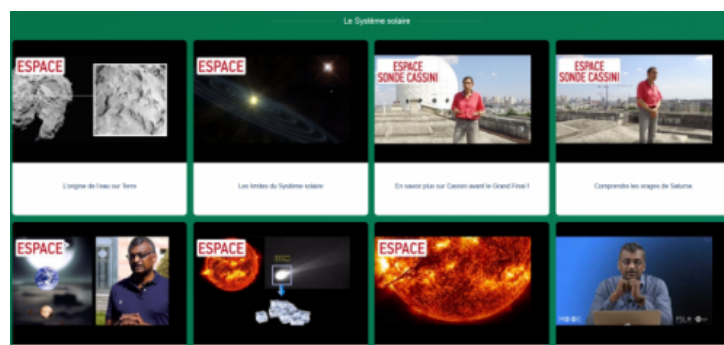 Le Système solaire
ESPACE
ESPACE
ESPACE
SONDE CASSINI
ESPACE
SONDE CASSINI
L'origine de l'eau sur Terre
Les limites du Système solaire
En savoir plus sur Cassini avant le Grand Final !
Comprendre les orages de Saturne
ESPACE
ESPACE
ESPACE
PSL